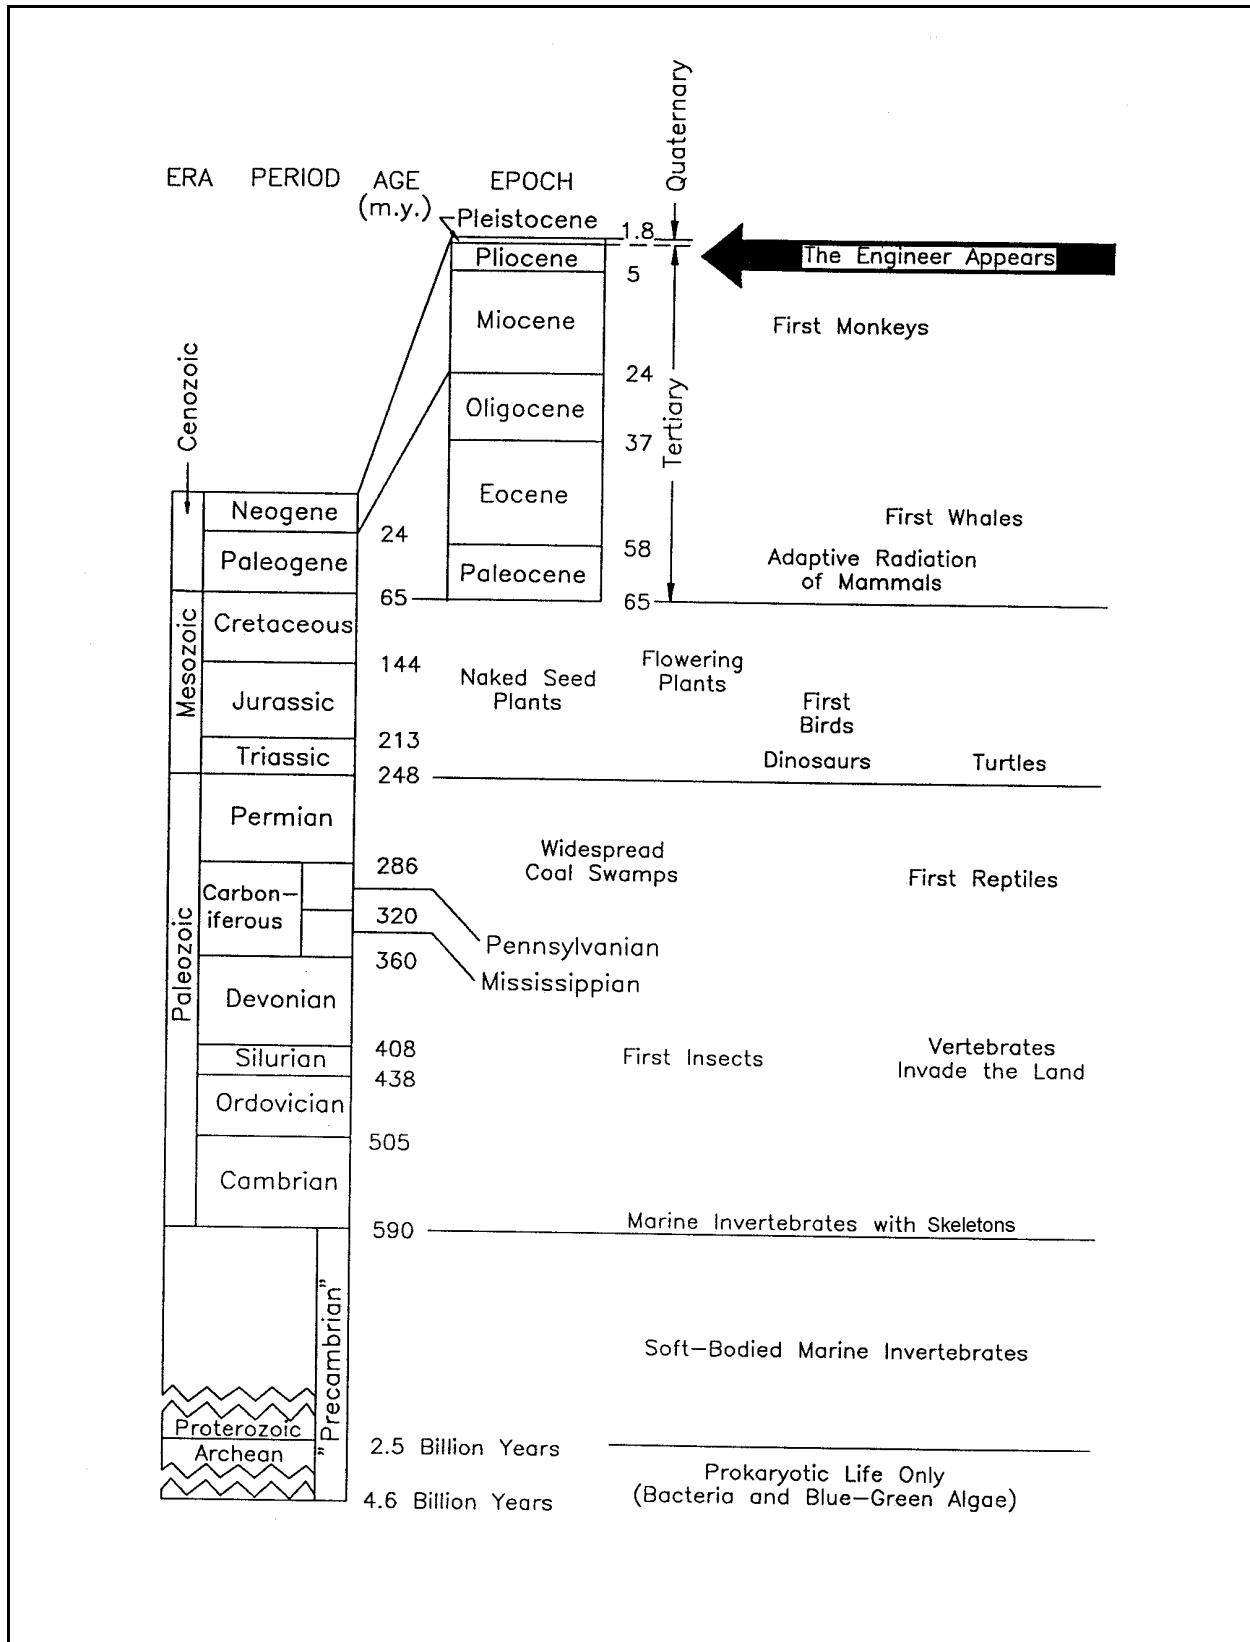 Quaternary
ERA PERIOD AGE EPOCH
(m.y.)
Pleistocene
1.8
Pliocene
The Engineer Appears
5
Miocene
First Monkeys
Cenozoic
24
Tertiary
Oligocene
37
Eocene
Neogene
First Whales
24
58
Paleogene
Paleocene
Adaptive Radiation
of Mammals
65
65
Mesozoic
Cretaceous
144
Naked Seed
Plants
Flowering
Plants
Jurassic
First
Birds
213
Triassic
Dinosaurs
Turtles
248
Paleozoic
Permian
Widespread
Coal Swamps
286
First Reptiles
Carbon–
iferous
320
Pennsylvanian
360
Mississippian
Devonian
408
Silurian
First Insects
Vertebrates
Invade the Land
438
Ordovician
505
Cambrian
590
Marine Invertebrates with Skeletons
"Precambrian"
Soft–Bodied Marine Invertebrates
Proterozoic
Archean
2.5 Billion Years
Prokaryotic Life Only
(Bacteria and Blue–Green Algae)
4.6 Billion Years